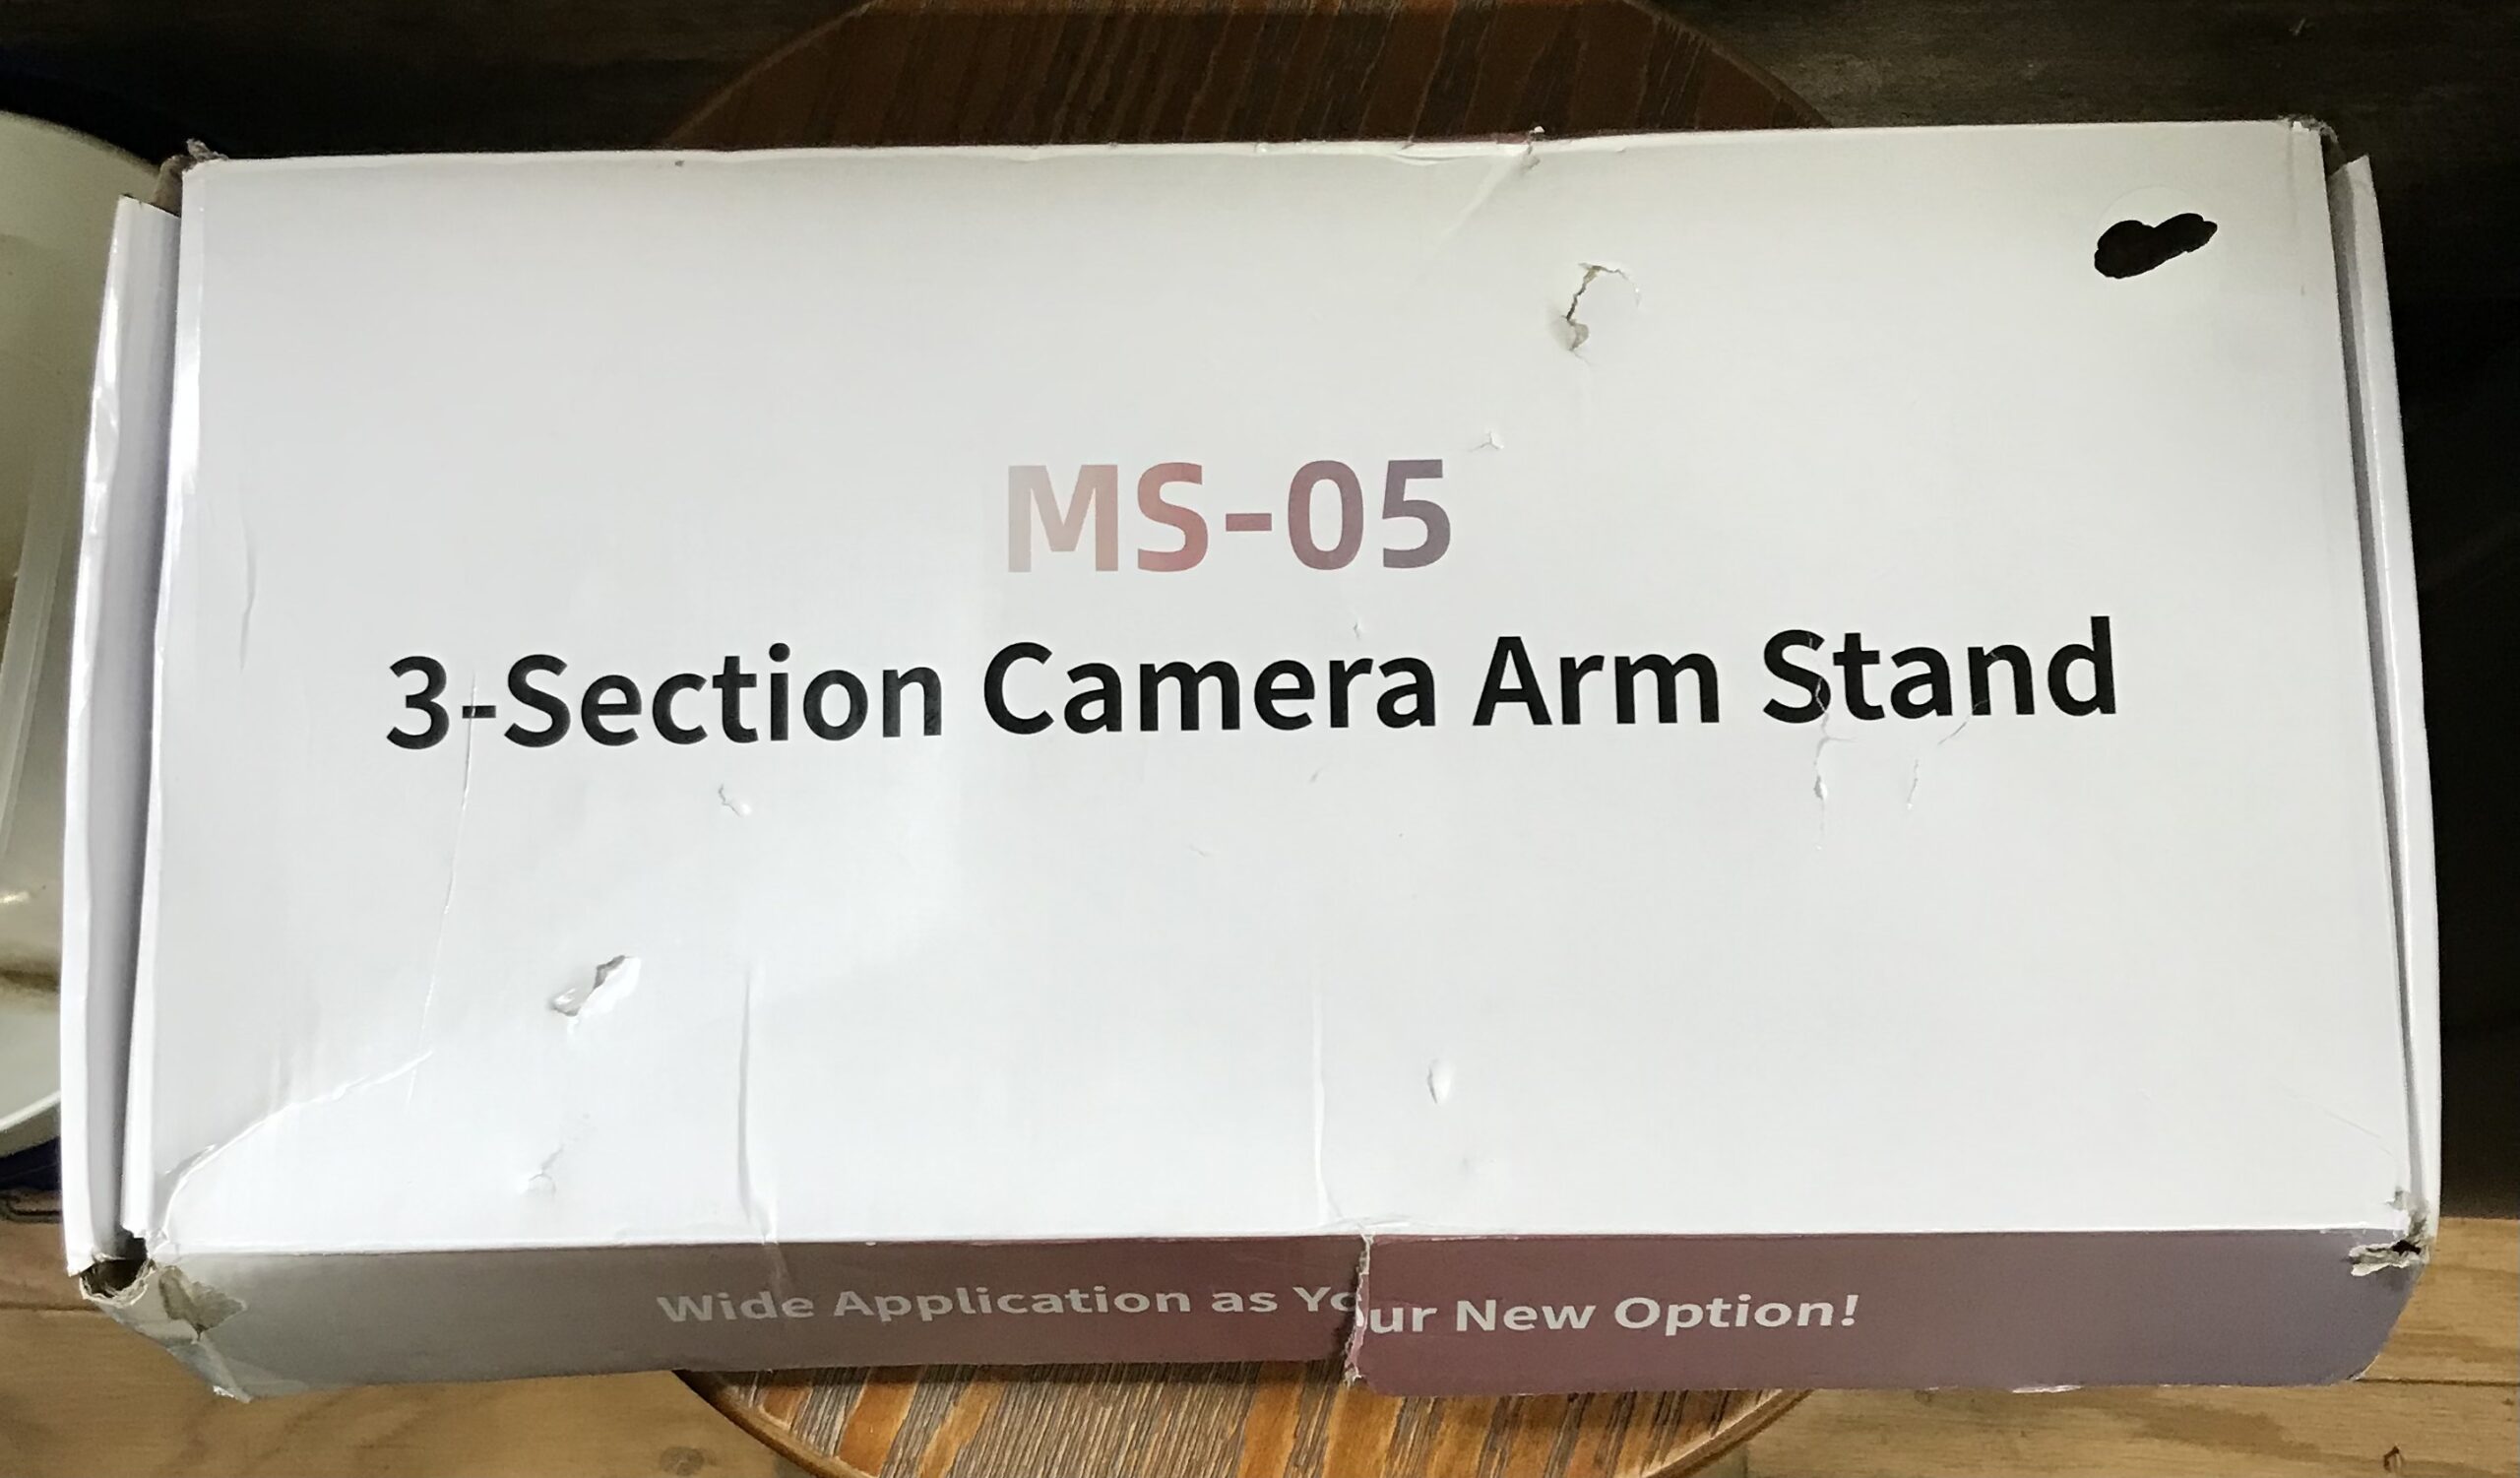 MS-05
3-Section Camera Arm Stand
Wide Application as Your New Option!